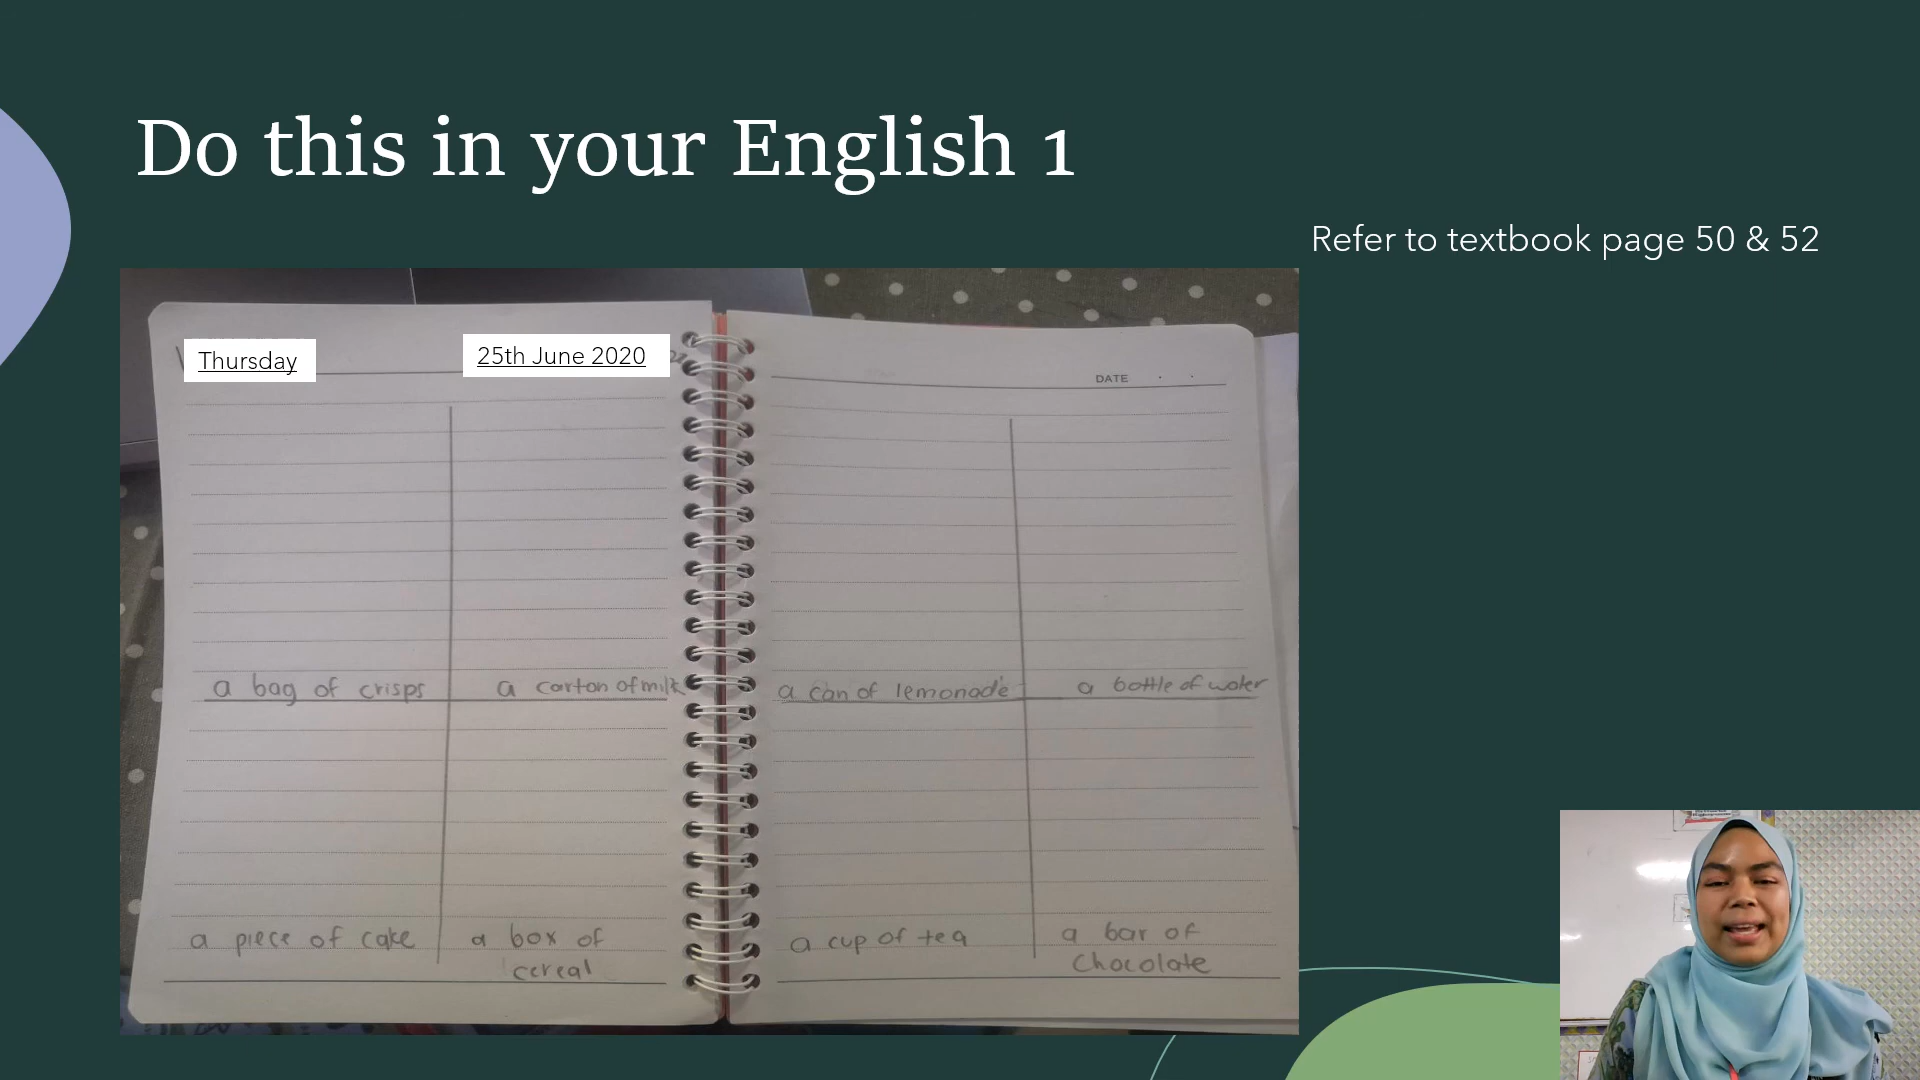 Do this in your English 1
Refer to textbook page 50 & 52
Thursday
25th June 2020
DATE
a bag of crisps
a carton of milk
a can of lemonade
a bottle of water
a piece of cake
a box of
cereal
a cup of tea
a bar of
chocolate